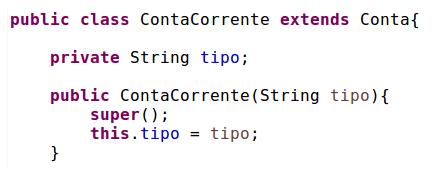 public class ContaCorrente extends Conta{
private String tipo;
public ContaCorrente(String tipo){
super();
this.tipo = tipo;
}